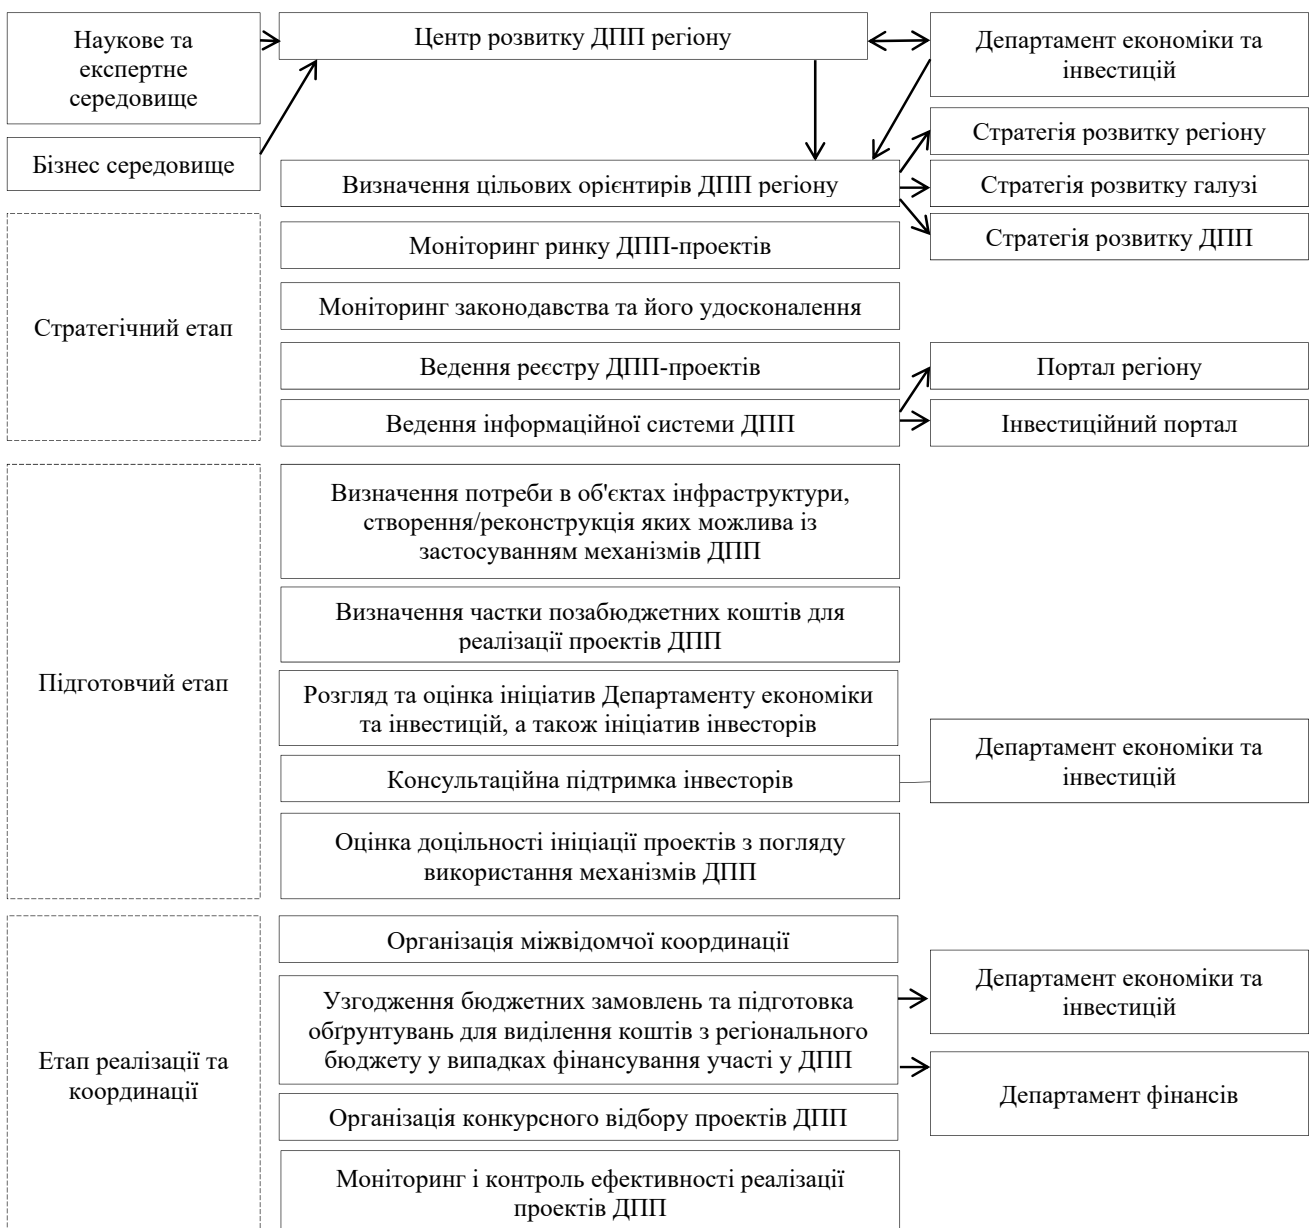 Наукове та
експертне
середовище
Центр розвитку ДПП регіону
Департамент економіки та
інвестицій
Бізнес середовище
Стратегія розвитку регіону
Визначення цільових орієнтирів ДПП регіону
Стратегія розвитку галузі
Стратегія розвитку ДПП
Стратегічний етап
Моніторинг ринку ДПП-проектів
Моніторинг законодавства та його удосконалення
Ведення реєстру ДПП-проектів
Портал регіону
Ведення інформаційної системи ДПП
Інвестиційний портал
Підготовчий етап
Визначення потреби в об'єктах інфраструктури,
створення/реконструкція яких можлива із
застосуванням механізмів ДПП
Визначення частки позабюджетних коштів для
реалізації проектів ДПП
Розгляд та оцінка ініціатив Департаменту економіки
та інвестицій, а також ініціатив інвесторів
Консультаційна підтримка інвесторів
Департамент економіки та
інвестицій
Оцінка доцільності ініціації проектів з погляду
використання механізмів ДПП
Етап реалізації та
координації
Організація міжвідомчої координації
Узгодження бюджетних замовлень та підготовка
обґрунтувань для виділення коштів з регіонального
бюджету у випадках фінансування участі у ДПП
Департамент економіки та
інвестицій
Департамент фінансів
Організація конкурсного відбору проектів ДПП
Моніторинг і контроль ефективності реалізації
проектів ДПП